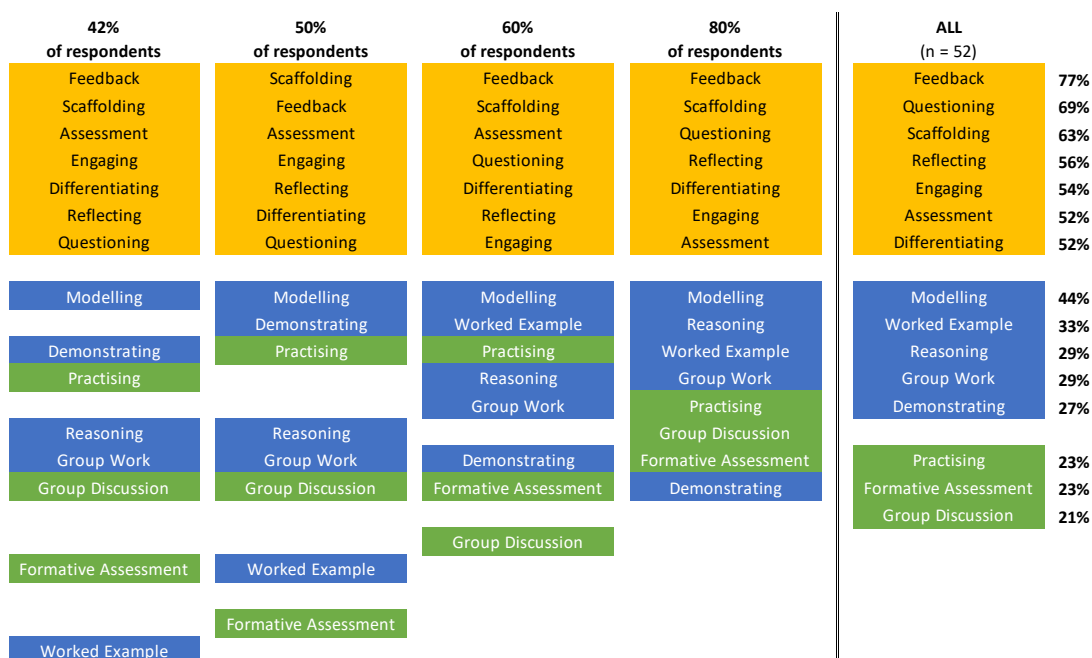 42% 50% 60% 80% ALL
of respondents of respondents of respondents of respondents (n = 52)
Feedback Scaffolding Feedback Feedback Feedback 77%
Scaffolding Feedback Scaffolding Scaffolding Questioning 69%
Assessment Assessment Assessment Questioning Scaffolding 63%
Engaging Engaging Questioning Reflecting Reflecting 56%
Differentiating Reflecting Differentiating Differentiating Engaging 54%
Reflecting Differentiating Reflecting Engaging Assessment 52%
Questioning Questioning Engaging Assessment Differentiating 52%
Modelling Modelling Modelling Modelling Modelling 44%
Demonstrating Worked Example Reasoning Worked Example 33%
Demonstrating Practising Practising Worked Example Reasoning 29%
Practising Reasoning Group Work Group Work 29%
Group Work Practising Demonstrating 27%
Reasoning Reasoning Group Discussion
Group Work Group Work Demonstrating Formative Assessment Practising 23%
Group Discussion Group Discussion Formative Assessment Demonstrating Formative Assessment 23%
Group Discussion 21%
Group Discussion
Formative Assessment Worked Example
Formative Assessment
Worked Example